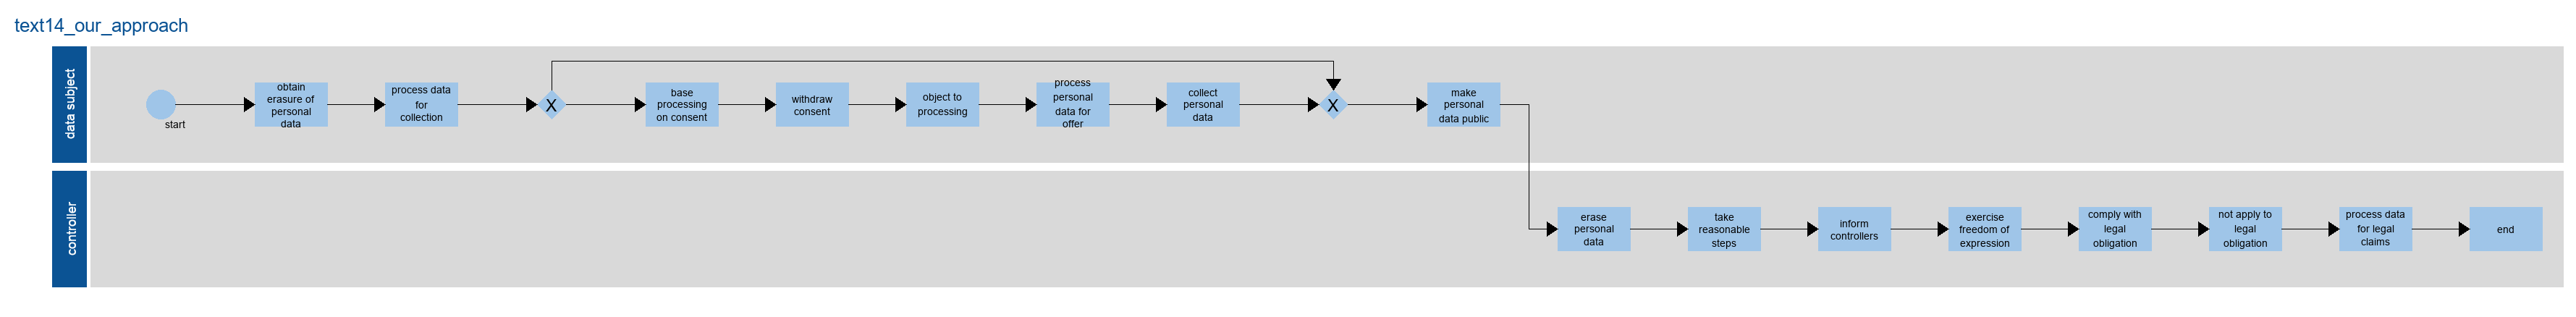 text14_our_approach
data subject
start
obtain
erasure of
personal
data
process data
for
collection
X
base
processing
on consent
withdraw
consent
object to
processing
process
personal
data for
offer
collect
personal
data
X
make
personal
data public
controller
erase
personal
data
take
reasonable
steps
inform
controllers
exercise
freedom of
expression
comply with
legal
obligation
not apply to
legal
obligation
process data
for legal
claims
end